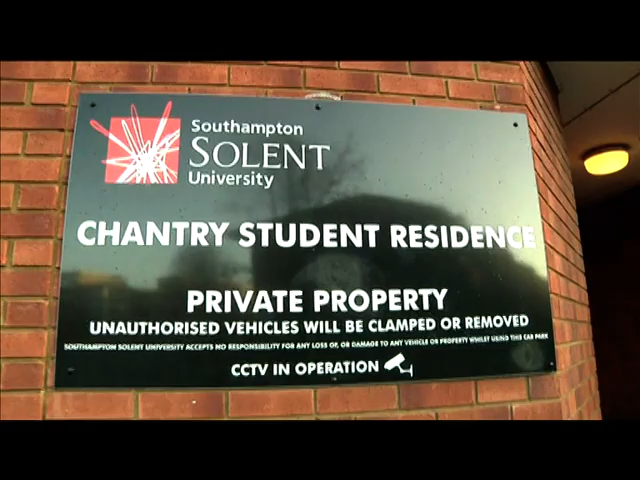 Southampton
SOLENT
University
CHANTRY STUDENT RESIDENCE
PRIVATE PROPERTY
UNAUTHORISED VEHICLES WILL BE CLAMPED OR REMOVED
SOUTHAMPTON SOLENT UNIVERSITY ACCEPTS NO RESPONSIBILITY FOR ANY LOSS OF, OR DAMAGE TO ANY VEHICLE OR PROPERTY WHILST USING THIS CAR PARK
CCTV IN OPERATION